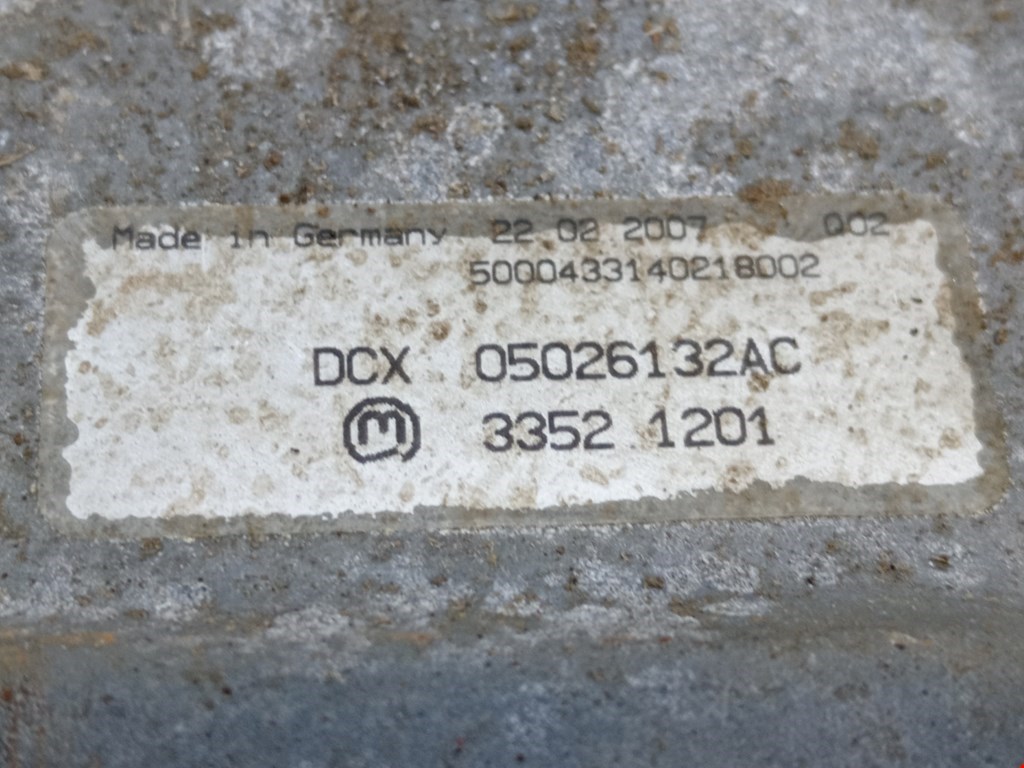 Made in Germany 22 02 2007 Q02
5000433140218002
DCX 05026132AC
M 3352 1201